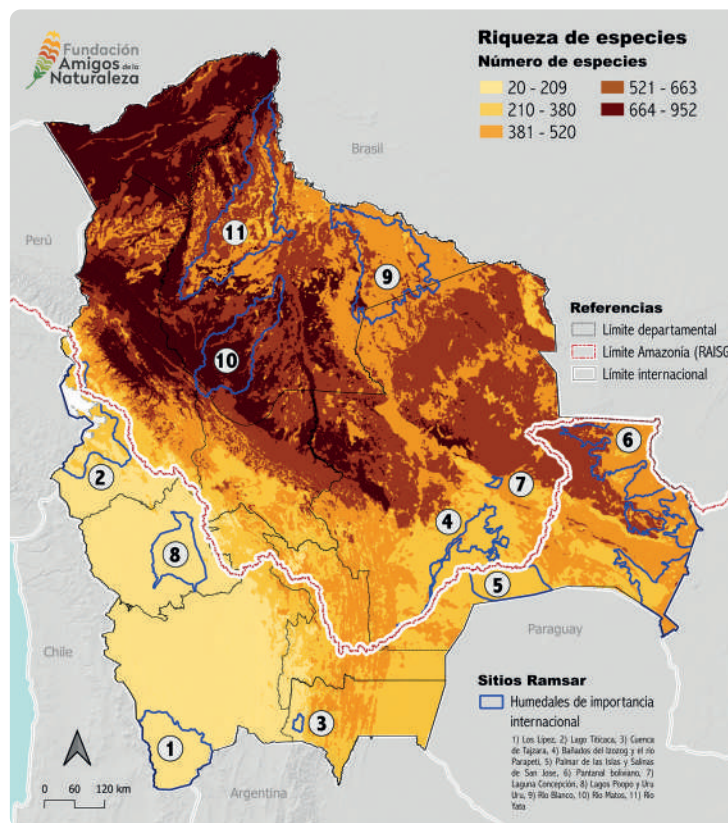 Fundación
Amigos de la
Naturaleza
Riqueza de especies
Número de especies
20 - 209
210 - 380
381 - 520
521 - 663
664 - 952
Brasil
Perú
11
9
10
Referencias
Límite departamental
Límite Amazonía (RAISG
Límite internacional
6
2
7
4
8
5
Paraguay
Chile
3
1
Argentina
0 60 120 km
Sitios Ramsar
Humedales de importancia
internacional
1) Los Lípez, 2) Lago Titicaca, 3) Cuenca
de Tajzara, 4) Bañados del Izozog y el río
Parapetí, 5) Palmar de las Islas y Salinas
de San Jose, 6) Pantanal boliviano, 7)
Laguna Concepción, 8) Lagos Poopo y Uru
Uru, 9) Río Blanco, 10) Río Matos, 11) Río
Yata